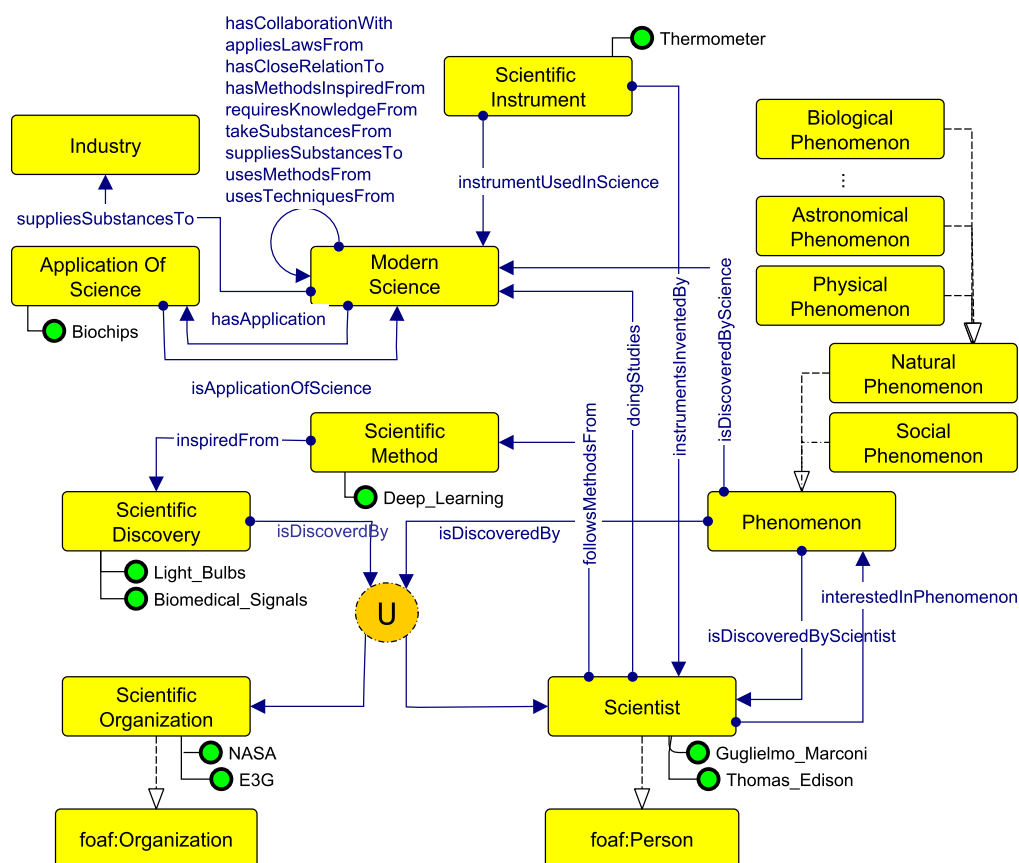 hasCollaborationWith
appliesLawsFrom
hasCloseRelationTo
hasMethodsInspiredFrom
requiresKnowledgeFrom
takeSubstancesFrom
suppliesSubstancesTo
usesMethodsFrom
usesTechniquesFrom
Thermometer
Scientific
Instrument
Industry
Biological
Phenomenon
...
Astronomical
Phenomenon
Physical
Phenomenon
instrumentUsedInScience
suppliesSubstancesTo
Application Of
Science
Modern
Science
Biochips
hasApplication
isApplicationOfScience
doingStudies
instrumentsInventedBy
isDiscoveredByScience
Natural
Phenomenon
Social
Phenomenon
inspiredFrom
Scientific
Method
Deep_Learning
followsMethodsFrom
Scientific
Discovery
isDiscoverdBy
isDiscoveredBy
Phenomenon
Light_Bulbs
Biomedical_Signals
U
interestedInPhenomenon
isDiscoveredByScientist
Scientific
Organization
Scientist
NASA
E3G
Guglielmo_Marconi
Thomas_Edison
foaf:Organization
foaf:Person